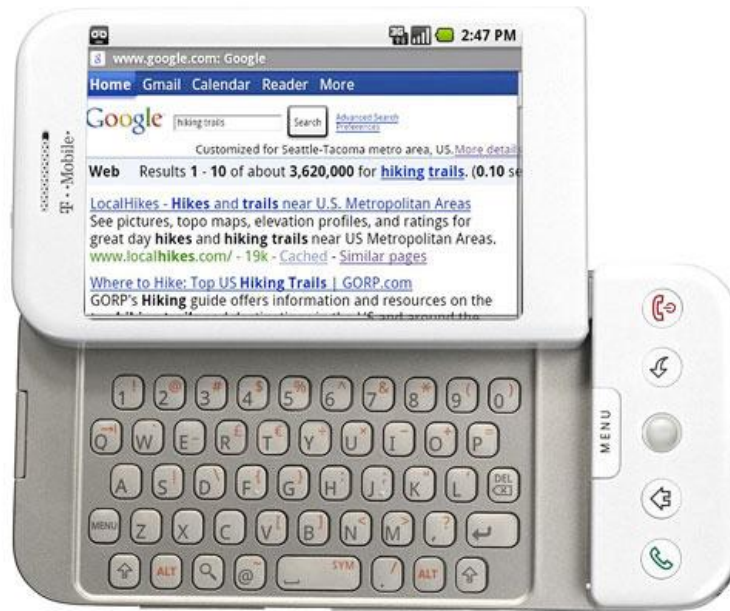 2:47 PM
www.google.com: Google
Home Gmail Calendar Reader More
Google hiking trails Search Advanced Search
Preferences
Customized for Seattle-Tacoma metro area, US. More details
Web Results 1 - 10 of about 3,620,000 for hiking trails. (0.10 se
LocalHikes - Hikes and trails near U.S. Metropolitan Areas
See pictures, topo maps, elevation profiles, and ratings for
great day hikes and hiking trails near US Metropolitan Areas.
www.localhikes.com/ - 19k - Cached - Similar pages
Where to Hike: Top US Hiking Trails | GORP.com
GORP's Hiking guide offers information and resources on the
T··Mobile·
MENU
1 ! 2 @ 3 # 4 $ 5 % 6 ^ 7 & 8 * 9 ( 0 )
Q W E _ R £ T € Y ÷ U × I - O + P =
A S D \ F { G } H : J ; K " L ' DEL
MENU Z X C V [ B ] N < M > , ?
ALT @ ~ SYM . / ALT